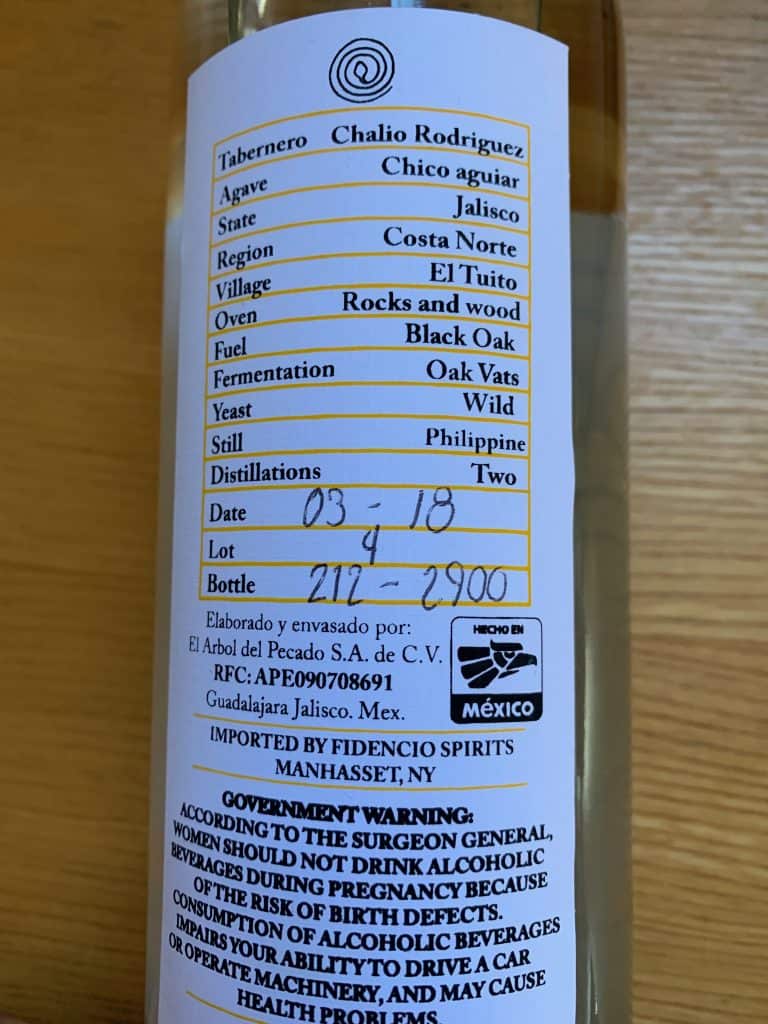 Tabernero Chalio Rodriguez
Agave Chico aguiar
State Jalisco
Region Costa Norte
Village El Tuito
Oven Rocks and wood
Fuel Black Oak
Fermentation Oak Vats
Yeast Wild
Still Philippine
Distillations Two
Date 03 - 18
Lot 4
Bottle 212 - 2900
Elaborado y envasado por:
El Arbol del Pecado S.A. de C.V.
RFC: APE090708691
Guadalajara Jalisco. Mex.
HECHO EN
MéXICO
IMPORTED BY FIDENCIO SPIRITS
MANHASSET, NY
GOVERNMENT WARNING:
ACCORDING TO THE SURGEON GENERAL,
WOMEN SHOULD NOT DRINK ALCOHOLIC
BEVERAGES DURING PREGNANCY BECAUSE
OF THE RISK OF BIRTH DEFECTS.
CONSUMPTION OF ALCOHOLIC BEVERAGES
IMPAIRS YOUR ABILITY TO DRIVE A CAR
OR OPERATE MACHINERY, AND MAY CAUSE
HEALTH PROBLEMS.